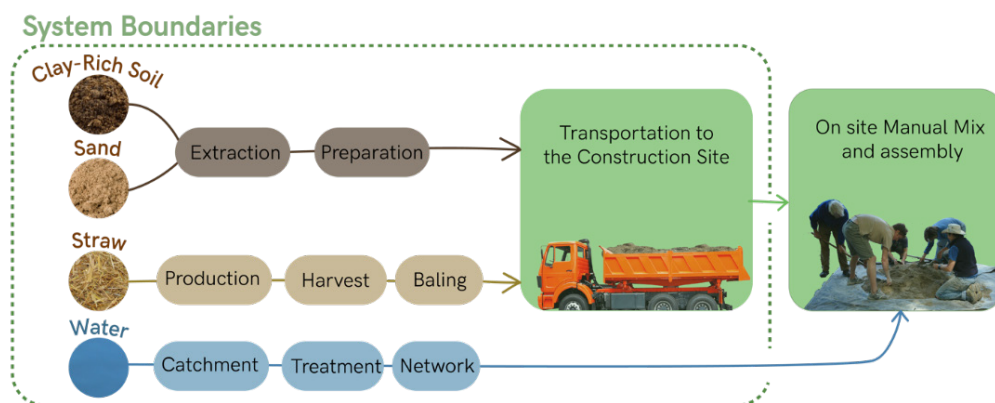 System Boundaries
Clay-Rich Soil
Sand
Extraction
Preparation
Transportation to
the Construction Site
On site Manual Mix
and assembly
Straw
Production
Harvest
Baling
Water
Catchment
Treatment
Network